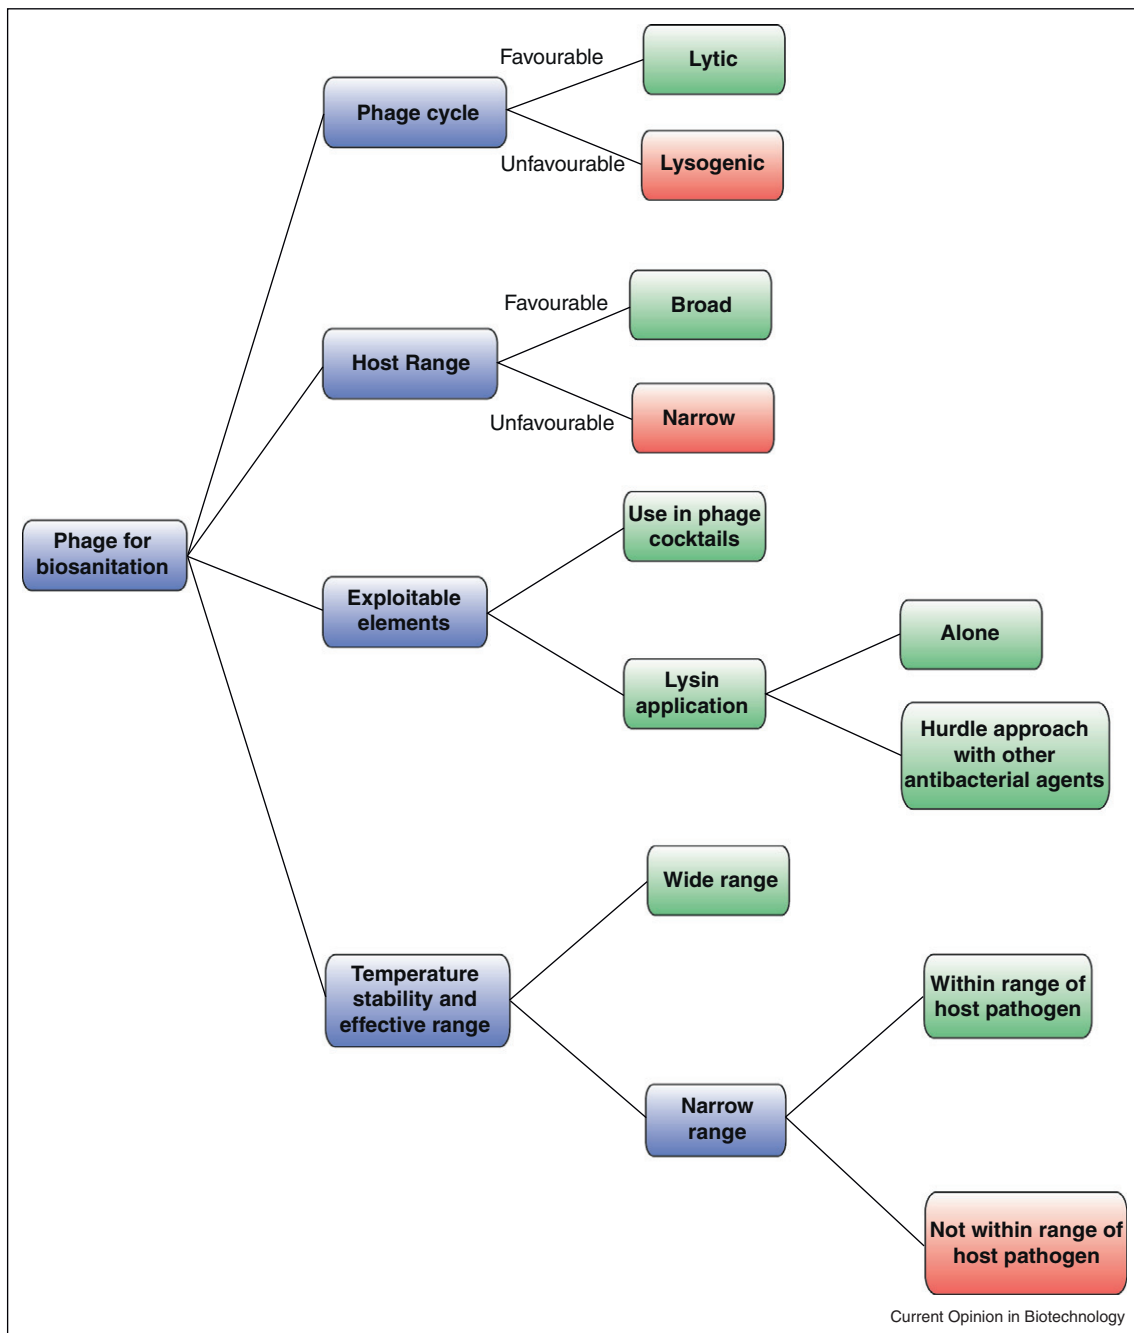 Favourable
Lytic
Phage cycle
Unfavourable
Lysogenic
Favourable
Broad
Host Range
Unfavourable
Narrow
Phage for
biosanitation
Use in phage
cocktails
Exploitable
elements
Alone
Lysin
application
Hurdle approach
with other
antibacterial agents
Wide range
Temperature
stability and
effective range
Within range of
host pathogen
Narrow
range
Not within range of
host pathogen
Current Opinion in Biotechnology